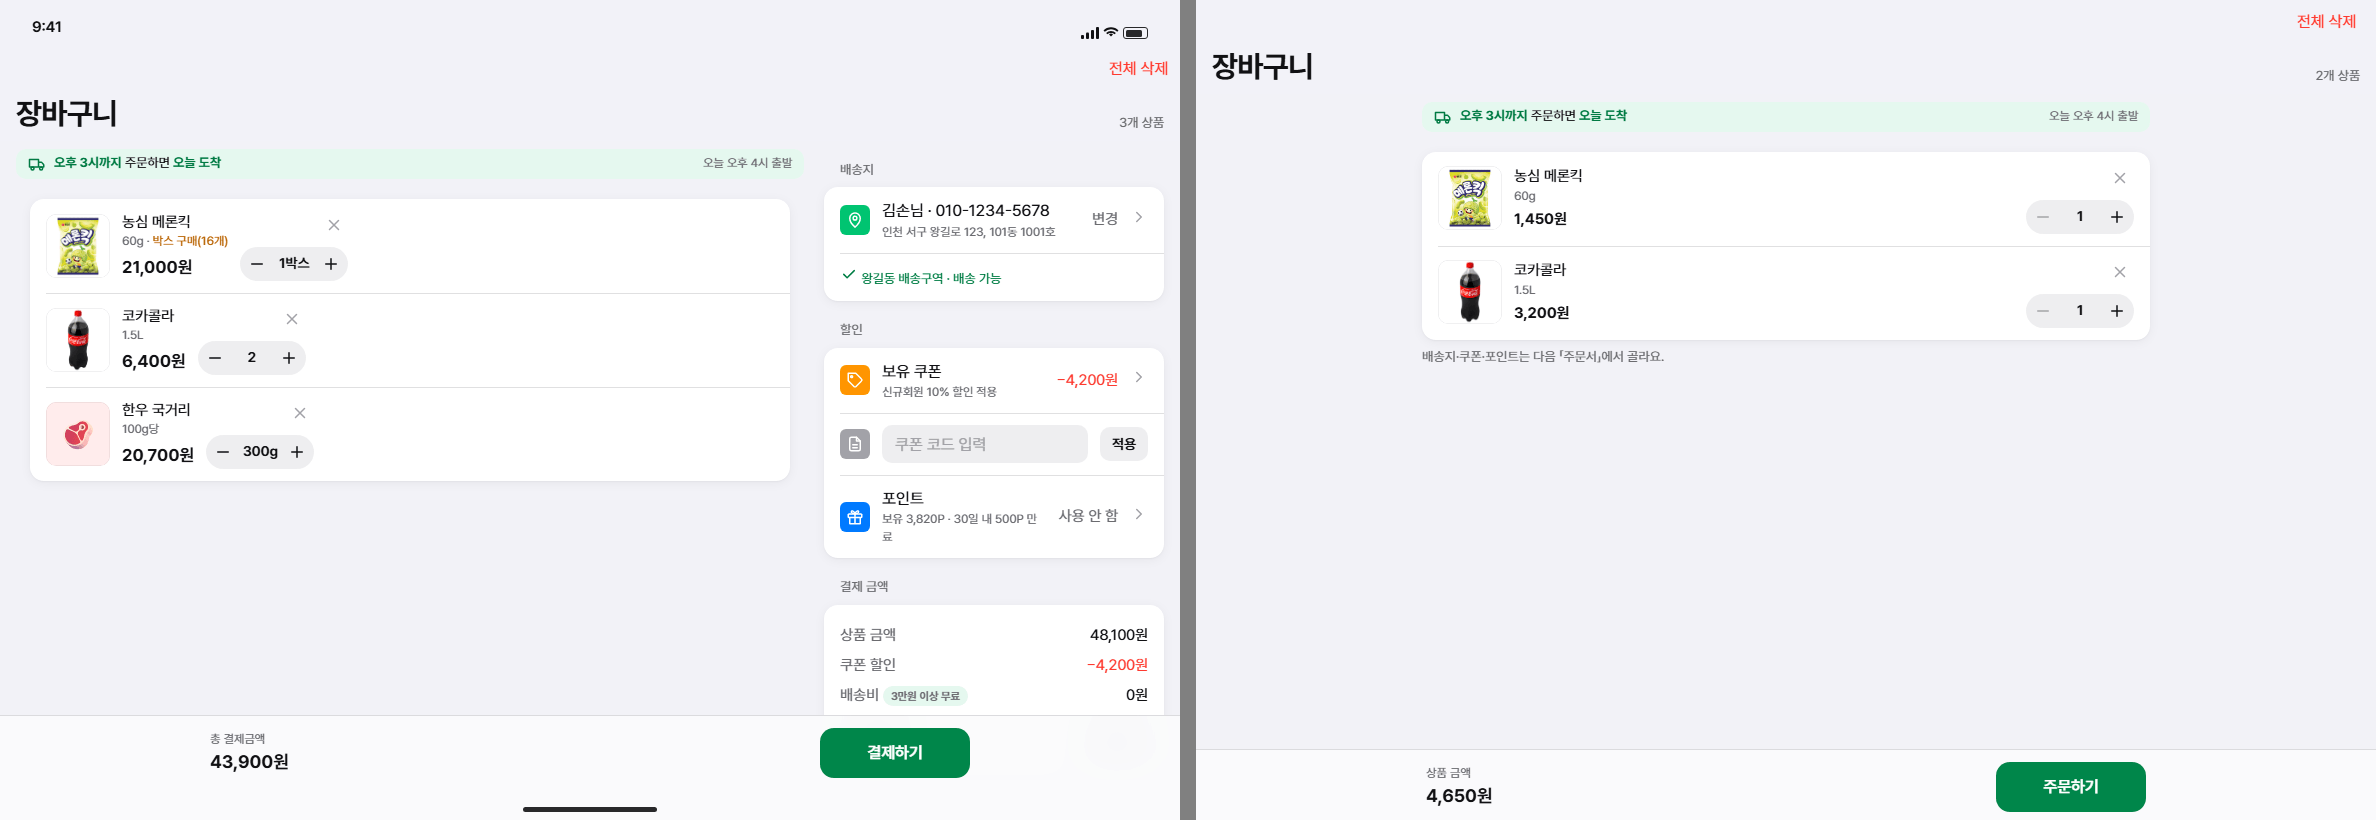 9:41
전체 삭제
장바구니
3개 상품
오후 3시까지 주문하면 오늘 도착
오늘 오후 4시 출발
농심 메론킥
60g · 박스 구매(16개)
21,000원
1박스
코카콜라
1.5L
6,400원
2
한우 국거리
100g당
20,700원
300g
배송지
김손님 · 010-1234-5678
인천 서구 왕길로 123, 101동 1001호
변경
왕길동 배송구역 · 배송 가능
할인
보유 쿠폰
신규회원 10% 할인 적용
−4,200원
쿠폰 코드 입력
적용
포인트
보유 3,820P · 30일 내 500P 만
료
사용 안 함
결제 금액
상품 금액
48,100원
쿠폰 할인
−4,200원
배송비
3만원 이상 무료
0원
총 결제금액
43,900원
결제하기
전체 삭제
장바구니
2개 상품
오후 3시까지 주문하면 오늘 도착
오늘 오후 4시 출발
농심 메론킥
60g
1,450원
1
코카콜라
1.5L
3,200원
1
배송지·쿠폰·포인트는 다음 「주문서」에서 골라요.
상품 금액
4,650원
주문하기